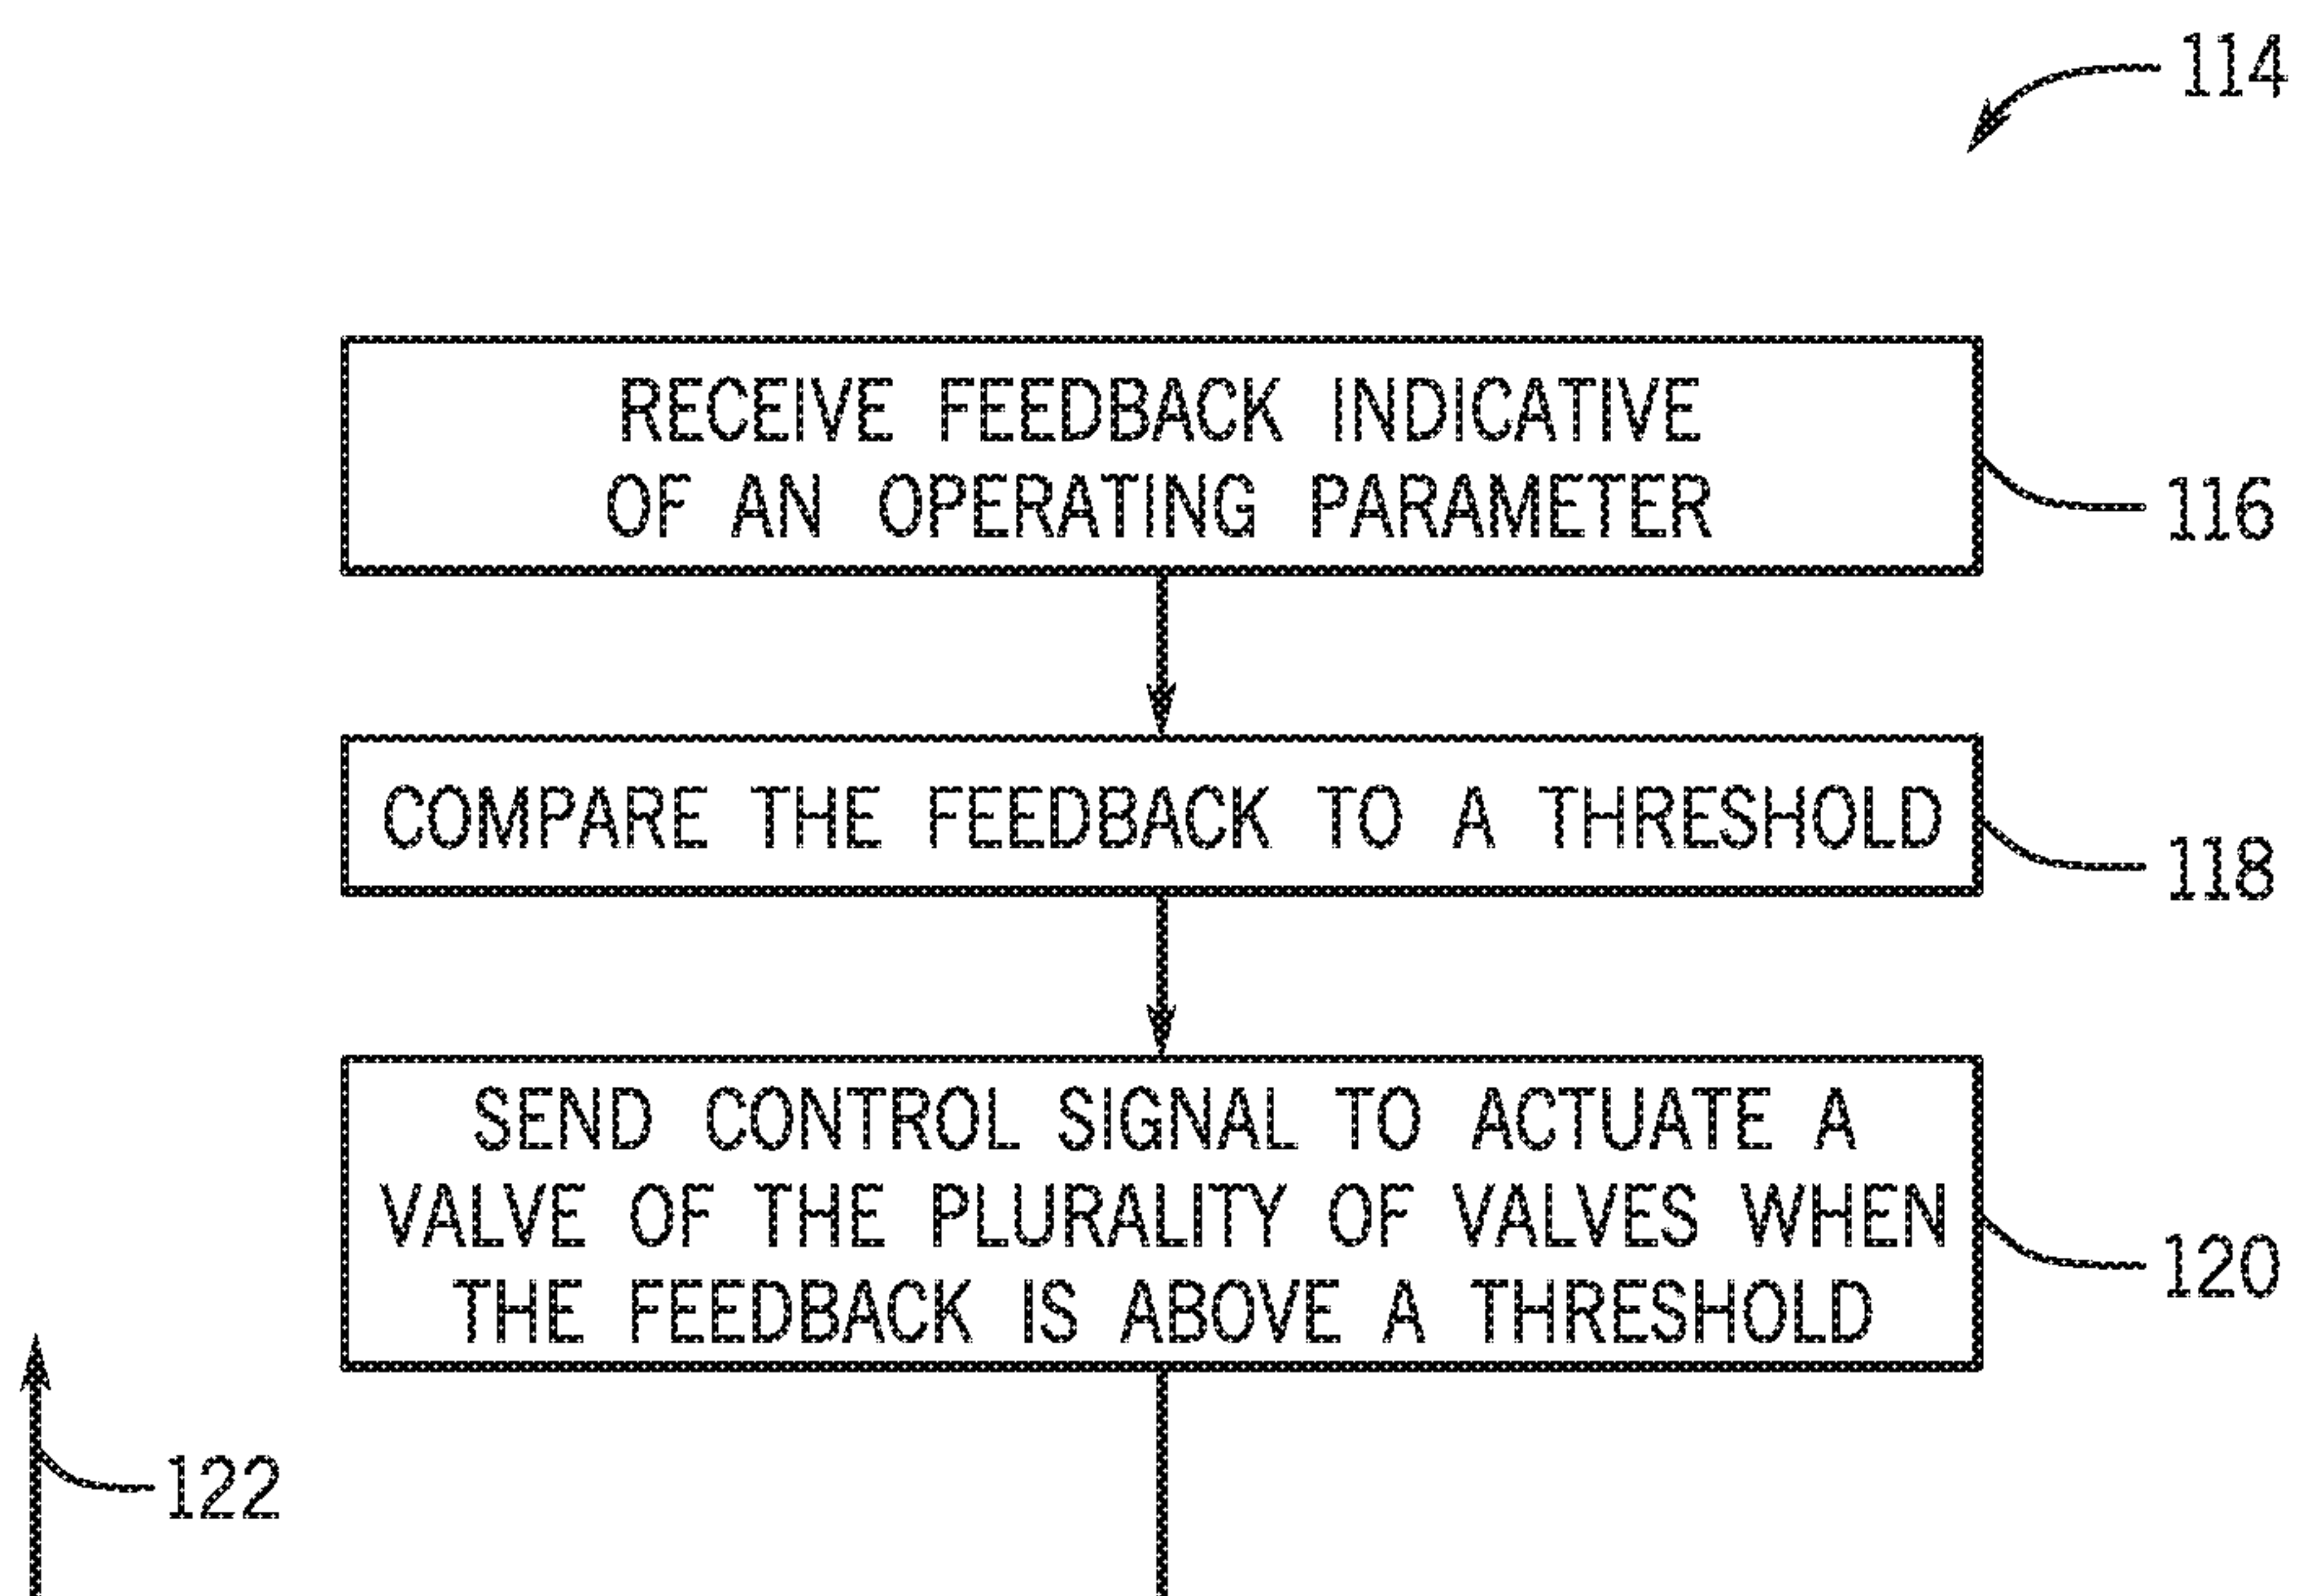 114
RECEIVE FEEDBACK INDICATIVE
OF AN OPERATING PARAMETER
116
COMPARE THE FEEDBACK TO A THRESHOLD
118
SEND CONTROL SIGNAL TO ACTUATE A
VALVE OF THE PLURALITY OF VALVES WHEN
THE FEEDBACK IS ABOVE A THRESHOLD
120
122